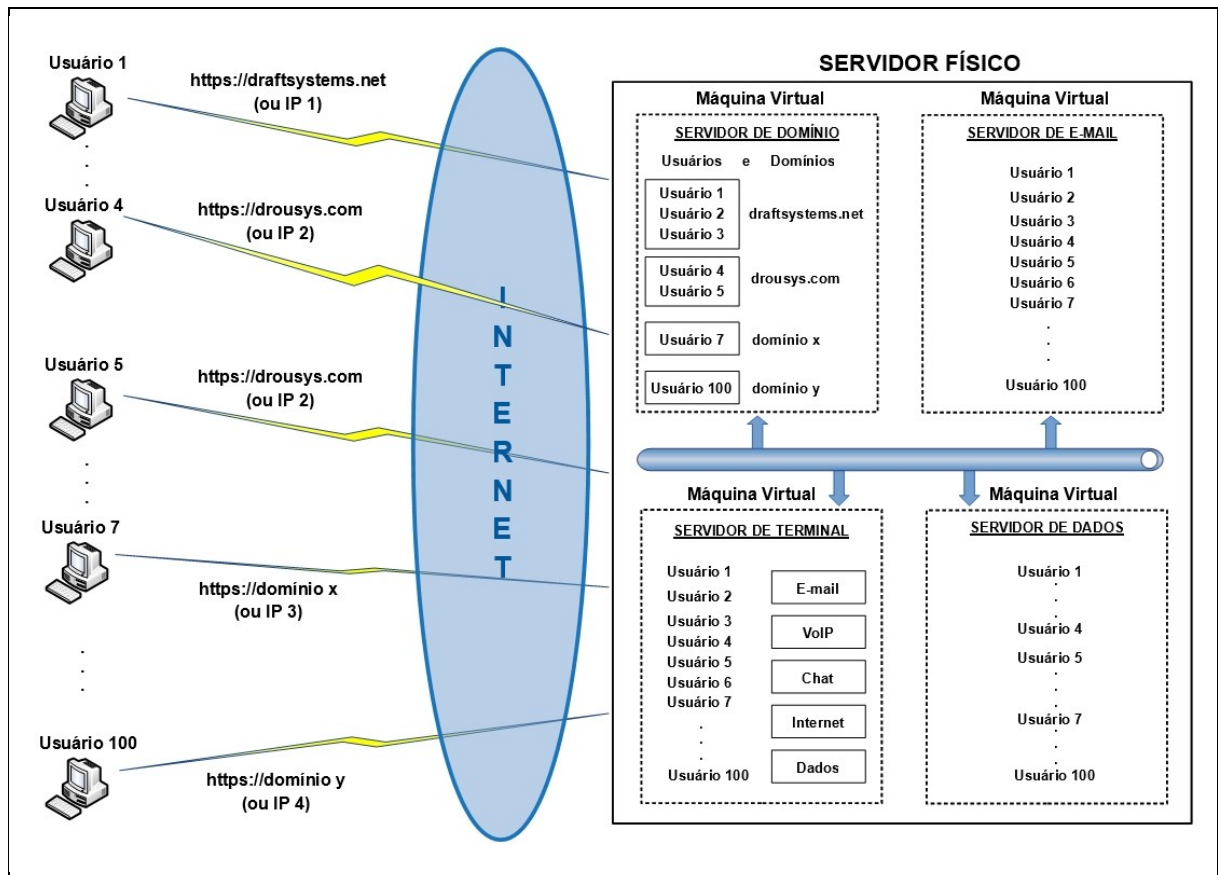 Usuário 1
https://draftsystems.net
(ou IP 1)
Usuário 4
https://drousys.com
(ou IP 2)
Usuário 5
https://drousys.com
(ou IP 2)
Usuário 7
https://domínio x
(ou IP 3)
Usuário 100
https://domínio y
(ou IP 4)
INTERNET
SERVIDOR FÍSICO
Máquina Virtual
SERVIDOR DE DOMÍNIO
Usuários e Domínios
Usuário 1
Usuário 2
Usuário 3
draftsystems.net
Usuário 4
Usuário 5
drousys.com
Usuário 7
domínio x
Usuário 100
domínio y
Máquina Virtual
SERVIDOR DE E-MAIL
Usuário 1
Usuário 2
Usuário 3
Usuário 4
Usuário 5
Usuário 6
Usuário 7
.
.
.
Usuário 100
Máquina Virtual
SERVIDOR DE TERMINAL
Usuário 1
Usuário 2
Usuário 3
Usuário 4
Usuário 5
Usuário 6
Usuário 7
.
.
.
Usuário 100
E-mail
VoIP
Chat
Internet
Dados
Máquina Virtual
SERVIDOR DE DADOS
Usuário 1
.
.
.
Usuário 4
Usuário 5
.
.
.
Usuário 7
.
.
.
Usuário 100